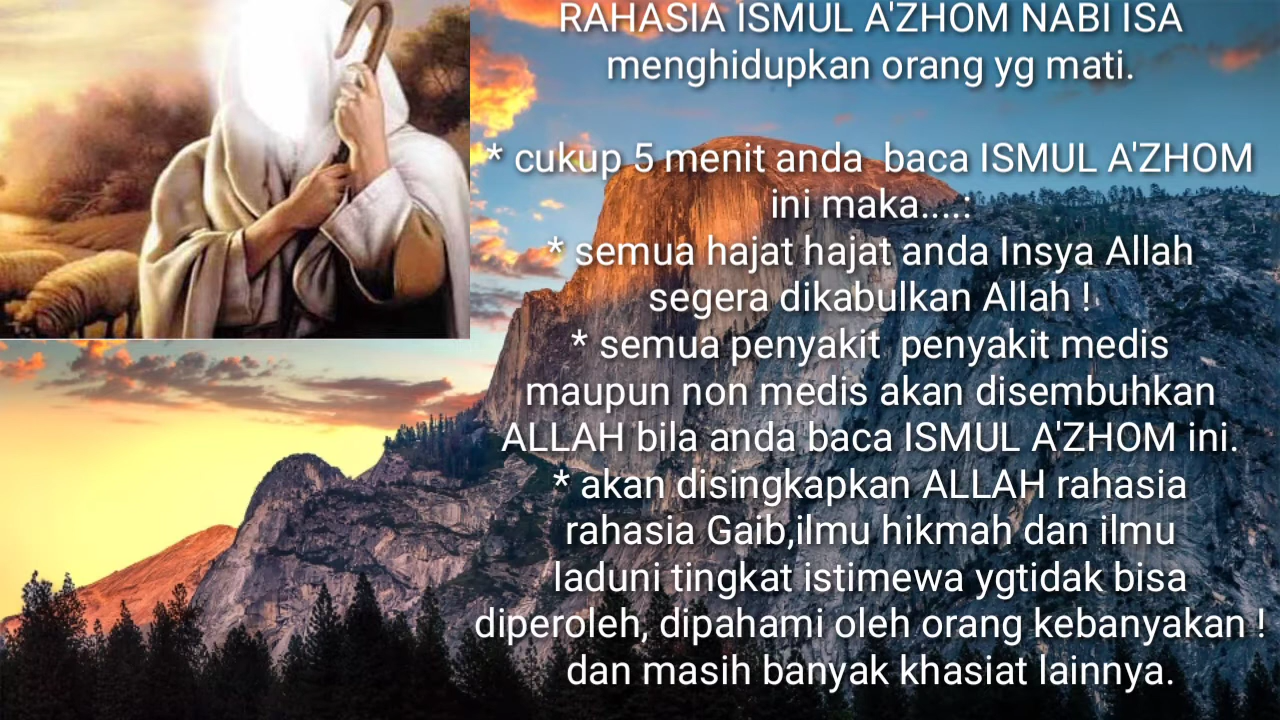 RAHASIA ISMUL A'ZHOM NABI ISA
menghidupkan orang yg mati.
* cukup 5 menit anda  baca ISMUL A'ZHOM
ini maka....:
* semua hajat hajat anda Insya Allah
segera dikabulkan Allah !
* semua penyakit  penyakit medis
maupun non medis akan disembuhkan
ALLAH bila anda baca ISMUL A'ZHOM ini.
* akan disingkapkan ALLAH rahasia
rahasia Gaib,ilmu hikmah dan ilmu
laduni tingkat istimewa ygtidak bisa
diperoleh, dipahami oleh orang kebanyakan !
dan masih banyak khasiat lainnya.